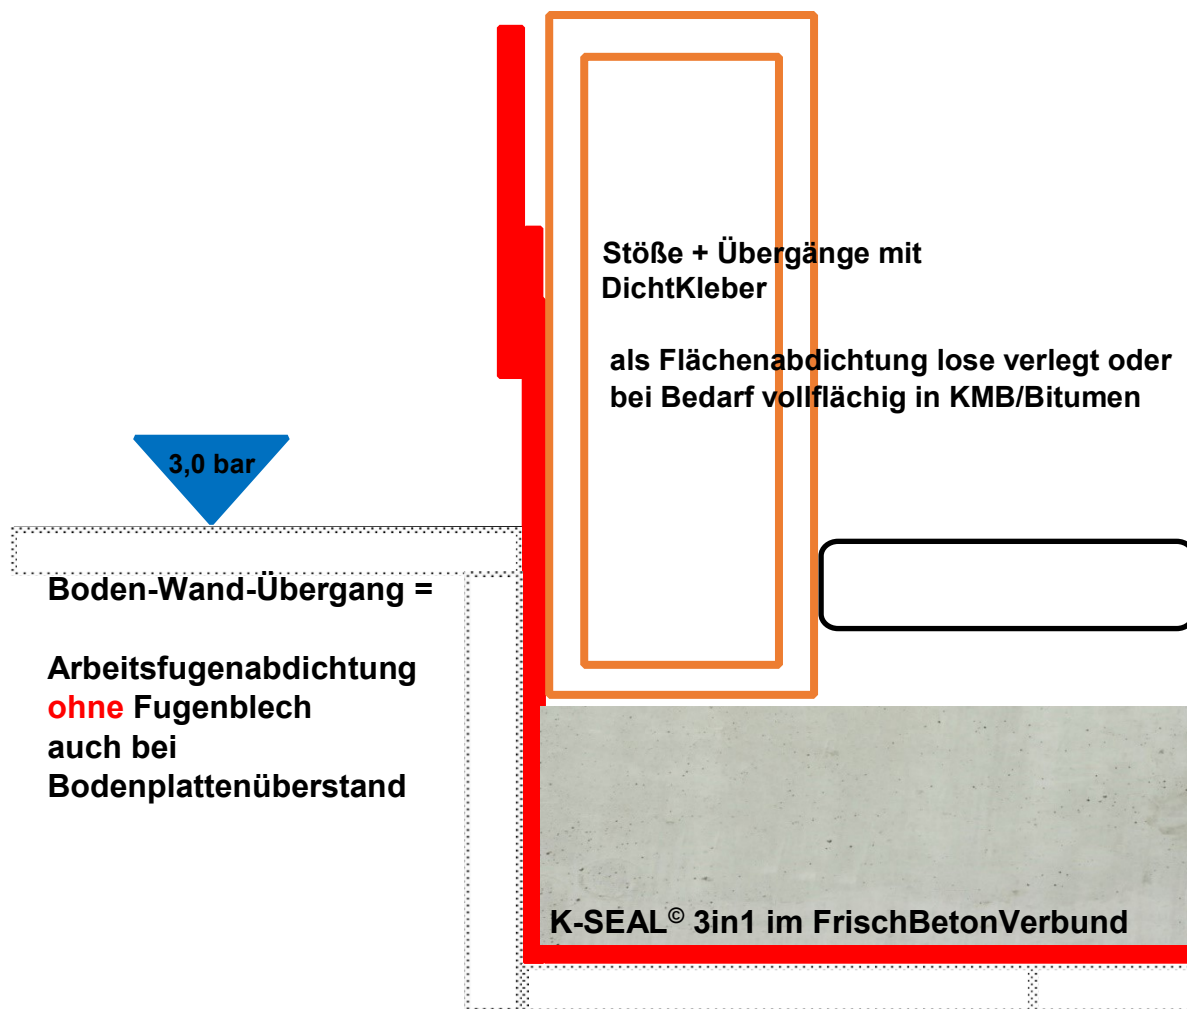 Stöße + Übergänge mit
DichtKleber
als Flächenabdichtung lose verlegt oder
bei Bedarf vollflächig in KMB/Bitumen
3,0 bar
Boden-Wand-Übergang =
Arbeitsfugenabdichtung
ohne Fugenblech
auch bei
Bodenplattenüberstand
K-SEAL© 3in1 im FrischBetonVerbund